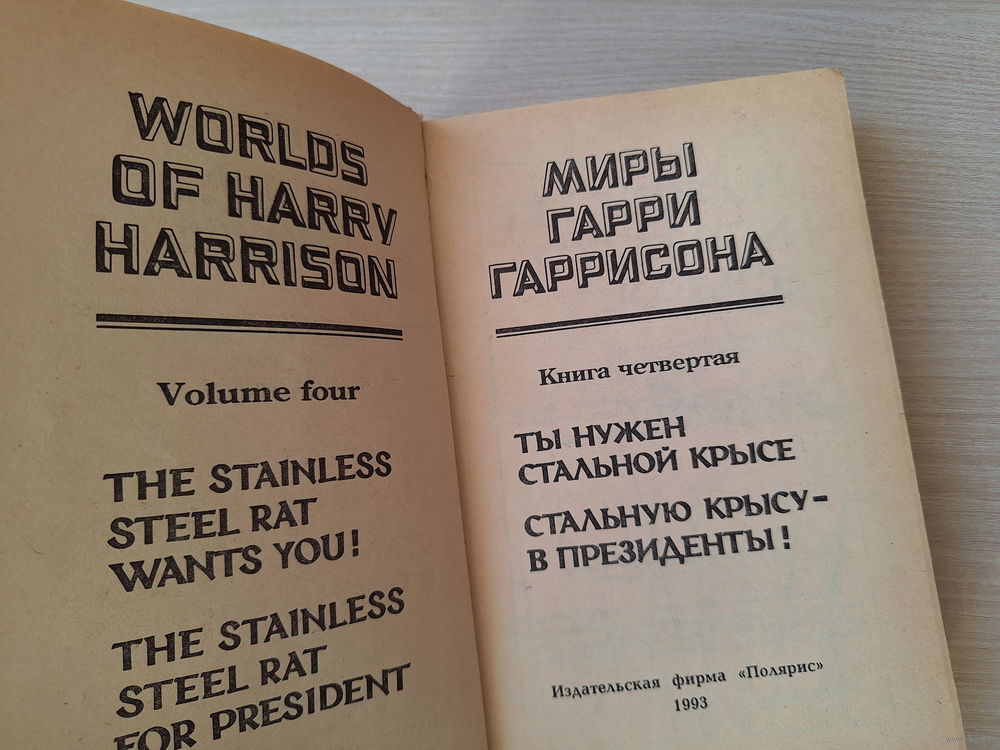 WORLDS
OF HARRY
HARRISON
Volume four
THE STAINLESS
STEEL RAT
WANTS YOU!
THE STAINLESS
STEEL RAT
FOR PRESIDENT
МИРЫ
ГАРРИ
ГАРРИСОНА
Книга четвертая
ТЫ НУЖЕН
СТАЛЬНОЙ КРЫСЕ
СТАЛЬНУЮ КРЫСУ–
В ПРЕЗИДЕНТЫ!
Издательская фирма «Полярис»
1993